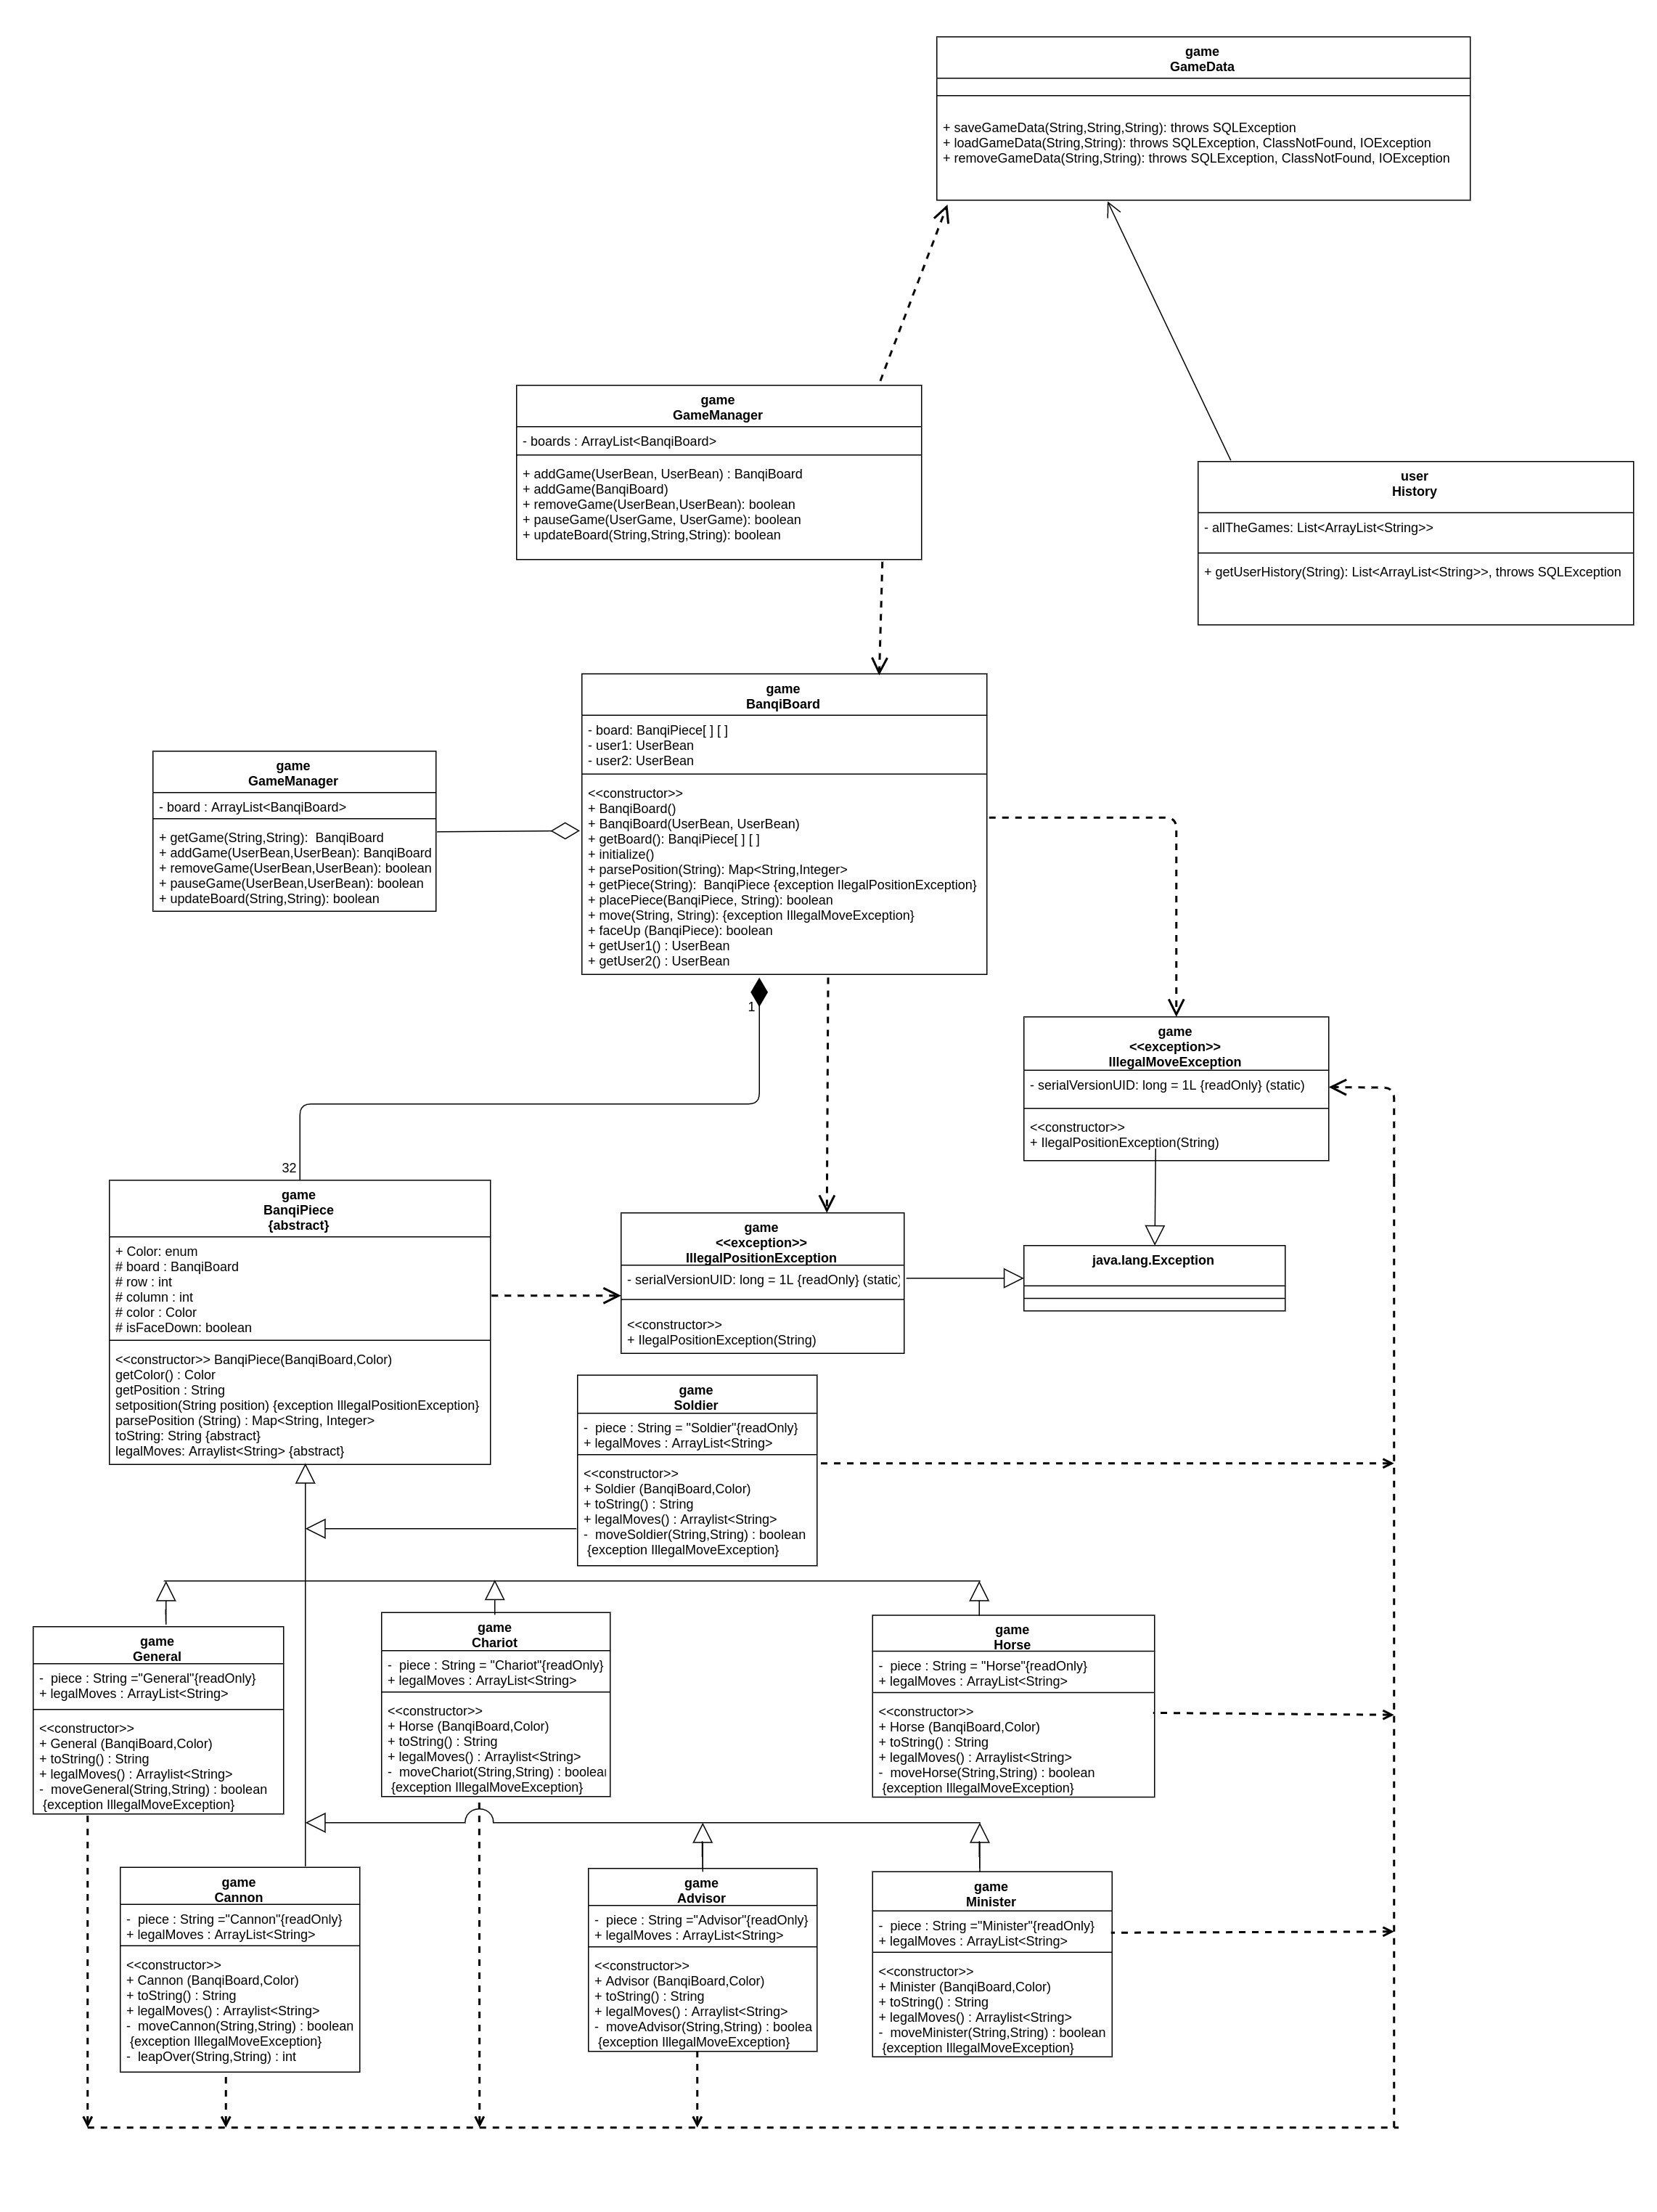 game
GameData
+ saveGameData(String,String,String): throws SQLException
+ loadGameData(String,String): throws SQLException, ClassNotFound, IOException
+ removeGameData(String,String): throws SQLException, ClassNotFound, IOException
game
GameManager
- boards : ArrayList<BanqiBoard>
+ addGame(UserBean, UserBean) : BanqiBoard
+ addGame(BanqiBoard)
+ removeGame(UserBean,UserBean): boolean
+ pauseGame(UserGame, UserGame): boolean
+ updateBoard(String,String,String): boolean
user
History
- allTheGames: List<ArrayList<String>>
+ getUserHistory(String): List<ArrayList<String>>, throws SQLException
game
BanqiBoard
- board: BanqiPiece[ ] [ ]
- user1: UserBean
- user2: UserBean
<<constructor>>
+ BanqiBoard()
+ BanqiBoard(UserBean, UserBean)
+ getBoard(): BanqiPiece[ ] [ ]
+ initialize()
+ parsePosition(String): Map<String,Integer>
+ getPiece(String):  BanqiPiece {exception IlegalPositionException}
+ placePiece(BanqiPiece, String): boolean
+ move(String, String): {exception IllegalMoveException}
+ faceUp (BanqiPiece): boolean
+ getUser1() : UserBean
+ getUser2() : UserBean
game
GameManager
- board : ArrayList<BanqiBoard>
+ getGame(String,String):  BanqiBoard
+ addGame(UserBean,UserBean): BanqiBoard
+ removeGame(UserBean,UserBean): boolean
+ pauseGame(UserBean,UserBean): boolean
+ updateBoard(String,String): boolean
1
32
game
<<exception>>
IllegalMoveException
- serialVersionUID: long = 1L {readOnly} (static)
<<constructor>>
+ IlegalPositionException(String)
game
BanqiPiece
{abstract}
+ Color: enum
# board : BanqiBoard
# row : int
# column : int
# color : Color
# isFaceDown: boolean
<<constructor>> BanqiPiece(BanqiBoard,Color)
getColor() : Color
getPosition : String
setposition(String position) {exception IllegalPositionException}
parsePosition (String) : Map<String, Integer>
toString: String {abstract}
legalMoves: Arraylist<String> {abstract}
game
<<exception>>
IllegalPositionException
- serialVersionUID: long = 1L {readOnly} (static)
<<constructor>>
+ IlegalPositionException(String)
java.lang.Exception
game
Soldier
-  piece : String = "Soldier"{readOnly}
+ legalMoves : ArrayList<String>
<<constructor>>
+ Soldier (BanqiBoard,Color)
+ toString() : String
+ legalMoves() : Arraylist<String>
-  moveSoldier(String,String) : boolean
{exception IllegalMoveException}
game
General
-  piece : String ="General"{readOnly}
+ legalMoves : ArrayList<String>
<<constructor>>
+ General (BanqiBoard,Color)
+ toString() : String
+ legalMoves() : Arraylist<String>
-  moveGeneral(String,String) : boolean
{exception IllegalMoveException}
game
Chariot
-  piece : String = "Chariot"{readOnly}
+ legalMoves : ArrayList<String>
<<constructor>>
+ Horse (BanqiBoard,Color)
+ toString() : String
+ legalMoves() : Arraylist<String>
-  moveChariot(String,String) : boolean
{exception IllegalMoveException}
game
Horse
-  piece : String = "Horse"{readOnly}
+ legalMoves : ArrayList<String>
<<constructor>>
+ Horse (BanqiBoard,Color)
+ toString() : String
+ legalMoves() : Arraylist<String>
-  moveHorse(String,String) : boolean
{exception IllegalMoveException}
game
Cannon
-  piece : String ="Cannon"{readOnly}
+ legalMoves : ArrayList<String>
<<constructor>>
+ Cannon (BanqiBoard,Color)
+ toString() : String
+ legalMoves() : Arraylist<String>
-  moveCannon(String,String) : boolean
{exception IllegalMoveException}
-  leapOver(String,String) : int
game
Advisor
-  piece : String ="Advisor"{readOnly}
+ legalMoves : ArrayList<String>
<<constructor>>
+ Advisor (BanqiBoard,Color)
+ toString() : String
+ legalMoves() : Arraylist<String>
-  moveAdvisor(String,String) : boolea
{exception IllegalMoveException}
game
Minister
-  piece : String ="Minister"{readOnly}
+ legalMoves : ArrayList<String>
<<constructor>>
+ Minister (BanqiBoard,Color)
+ toString() : String
+ legalMoves() : Arraylist<String>
-  moveMinister(String,String) : boolean
{exception IllegalMoveException}